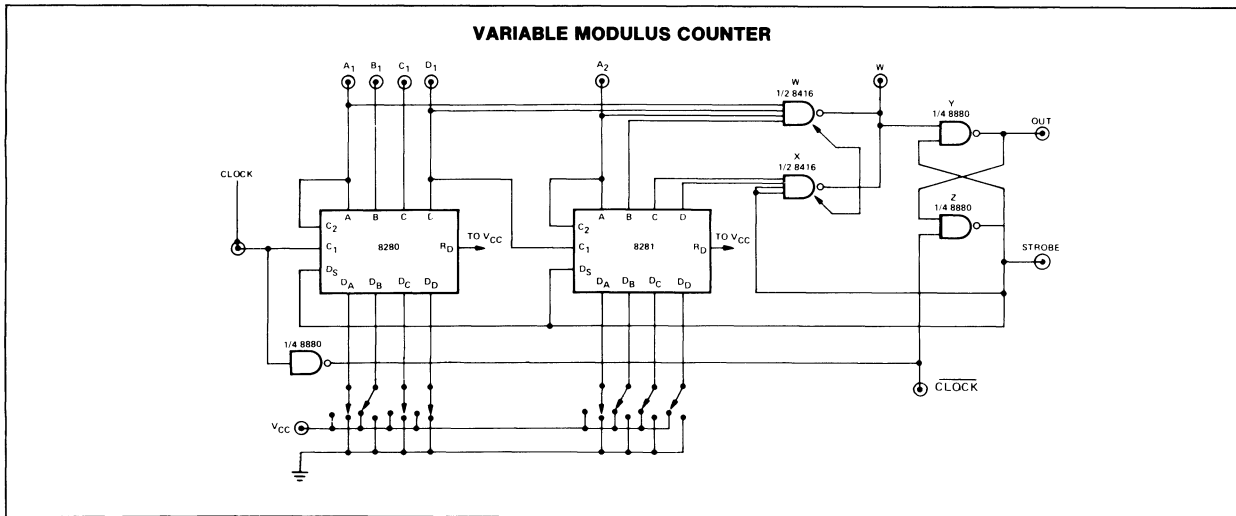 VARIABLE MODULUS COUNTER
A1 B1 C1 D1 A2 W
W
1/2 8416
Y
1/4 8880
OUT
X
1/2 8416
CLOCK
Z
1/4 8880
A B C D
C2
C1
8280
RD
TO VCC
DS
DA DB DC DD
A B C D
C2
C1
8281
RD
TO VCC
DS
DA DB DC DD
STROBE
1/4 8880
CLOCK
VCC